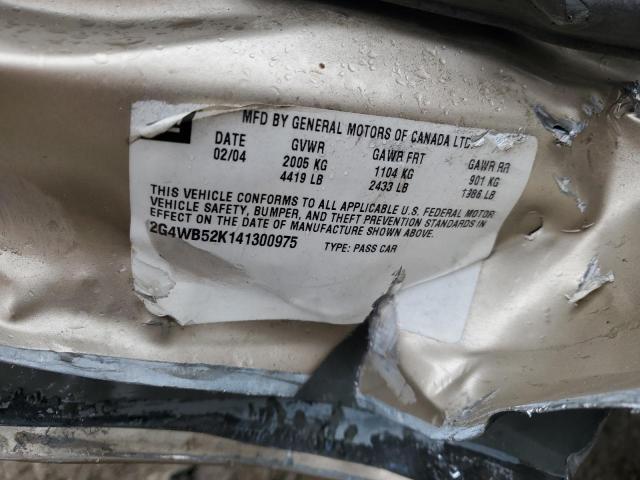 MFD BY GENERAL MOTORS OF CANADA LTD
DATE GVWR GAWR FRT GAWR RR
02/04 2005 KG 1104 KG 901 KG
4419 LB 2433 LB 1986 LB
THIS VEHICLE CONFORMS TO ALL APPLICABLE U.S. FEDERAL MOTOR
VEHICLE SAFETY, BUMPER, AND THEFT PREVENTION STANDARDS IN
EFFECT ON THE DATE OF MANUFACTURE SHOWN ABOVE.
2G4WB52K141300975 TYPE: PASS CAR